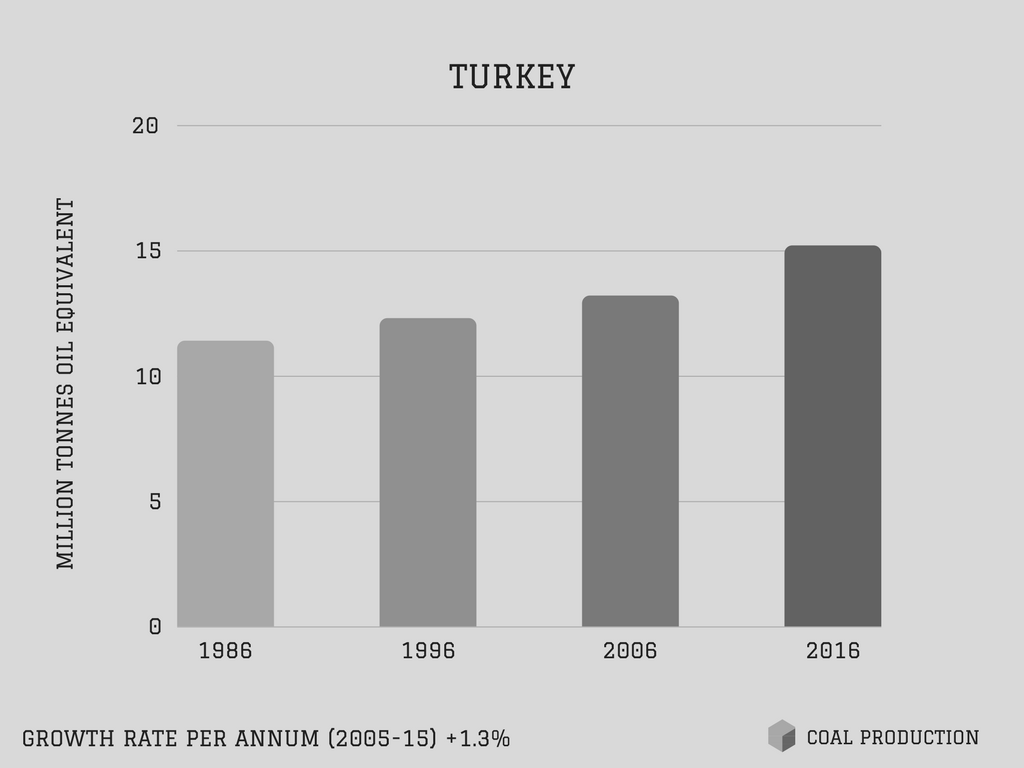 TURKEY
20
15
10
5
0
MILLION TONNES OIL EQUIVALENT
1986 1996 2006 2016
GROWTH RATE PER ANNUM (2005-15) +1.3%
COAL PRODUCTION